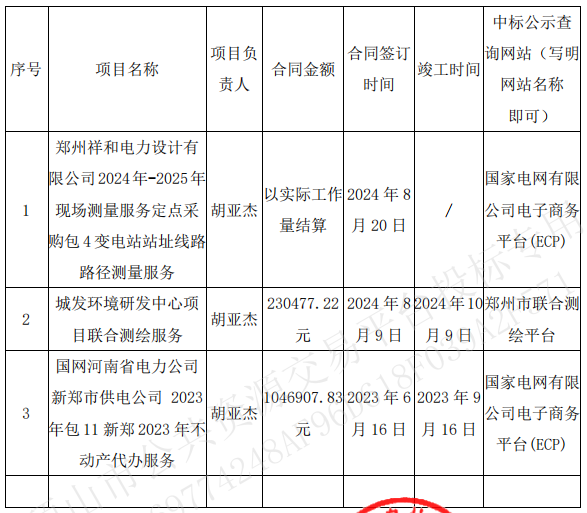 序号 项目名称 项目负责人 合同金额 合同签订时间 竣工时间 中标公示查询网站（写明网站名称即可）
1 郑州祥和电力设计有限公司2024年-2025年现场测量服务定点采购包4变电站站址线路路径测量服务 胡亚杰 以实际工作量结算 2024年8月20日 / 国家电网有限公司电子商务平台(ECP)
2 城发环境研发中心项目联合测绘服务 胡亚杰 230477.22元 2024年8月9日 2024年10月9日 郑州市联合测绘平台
3 国网河南省电力公司新郑市供电公司 2023年包11新郑2023年不动产代办服务 胡亚杰 1046907.83元 2023年6月16日 2023年9月16日 国家电网有限公司电子商务平台(ECP)